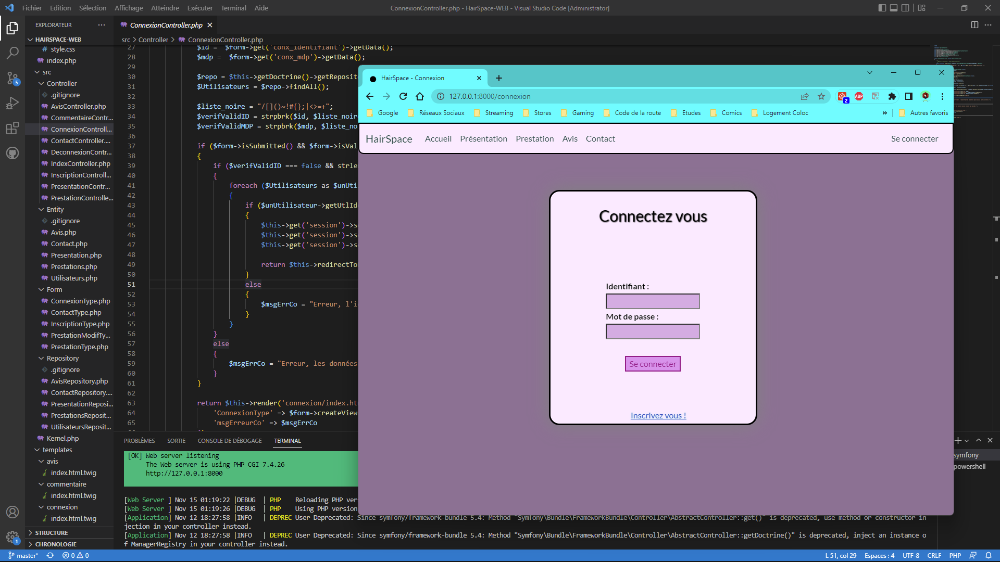 Fichier Edition Sélection Affichage Atteindre Exécuter Terminal Aide
ConnexionController.php - HairSpace-WEB - Visual Studio Code [Administrator]
EXPLORATEUR
HAIRSPACE-WEB
style.css
index.php
src
Controller
.gitignore
AvisController.php
CommentaireContr...
ConnexionControll...
ContactController....
DeconnexionContr...
IndexController.php
InscriptionControll...
PresentationContr...
PrestationControlle...
Entity
.gitignore
Avis.php
Contact.php
Presentation.php
Prestations.php
Utilisateurs.php
Form
ConnexionType.php
ContactType.php
InscriptionType.php
PrestationModifTy...
PrestationType.php
Repository
.gitignore
AvisRepository.php
ContactRepository....
PresentationReposi...
PrestationsReposit...
UtilisateursReposit...
Kernel.php
templates
avis
index.html.twig
commentaire
index.html.twig
connexion
index.html.twig
STRUCTURE
CHRONOLOGIE
ConnexionController.php
src > Controller > ConnexionController.php
27 $id = $form->get('conx_identifiant')->getData();
28 $mdp = $form->get('conx_mdp')->getData();
29
30 $repo = $this->getDoctrine()->getReposit
31 $Utilisateurs = $repo->findAll();
32
33 $liste_noire = "/[]()~!#{};|<>=+";
34 $verifValidID = strpbrk($id, $liste_noir
35 $verifValidMDP = strpbrk($mdp, $liste_no
36
37 if ($form->isSubmitted() && $form->isVal
38 {
39 if ($verifValidID === false && strle
40 {
41 foreach ($Utilisateurs as $unUti
42 {
43 if ($unUtilisateur->getUtlId
44 {
45 $this->get('session')->s
46 $this->get('session')->s
47 $this->get('session')->s
48
49 return $this->redirectTo
50 }
51 else
52 {
53 $msgErrCo = "Erreur, l'i
54 }
55 }
56 }
57 else
58 {
59 $msgErrCo = "Erreur, les données
60 }
61 }
62
63 return $this->render('connexion/index.ht
64 'ConnexionType' => $form->createView
65 'msgErreurCo' => $msgErrCo
HairSpace - Connexion
127.0.0.1:8000/connexion
2
ABP
Google Réseaux Sociaux Streaming Stores Gaming Code de la route Etudes Comics Logement Coloc » Autres favoris
HairSpace Accueil Présentation Prestation Avis Contact Se connecter
Connectez vous
Identifiant :
Mot de passe :
Se connecter
Inscrivez vous !
PROBLÈMES SORTIE CONSOLE DE DÉBOGAGE TERMINAL
symfony
powershell
[OK] Web server listening
The Web server is using PHP CGI 7.4.26
http://127.0.0.1:8000
[Web Server ] Nov 15 01:19:22 |DEBUG | PHP Reloading PHP ver
[Web Server ] Nov 15 01:19:26 |DEBUG | PHP Using PHP version
[Application] Nov 12 18:27:58 |INFO | DEPREC User Deprecated: Since symfony/framework-bundle 5.4: Method "Symfony\Bundle\FrameworkBundle\Controller\AbstractController::get()" is deprecated, use method or constructor in
jection in your controller instead.
[Application] Nov 12 18:27:58 |INFO | DEPREC User Deprecated: Since symfony/framework-bundle 5.4: Method "Symfony\Bundle\FrameworkBundle\Controller\AbstractController::getDoctrine()" is deprecated, inject an instance o
f ManagerRegistry in your controller instead.
5
1
master* 0 0 L 51, col 29 Espaces : 4 UTF-8 CRLF PHP